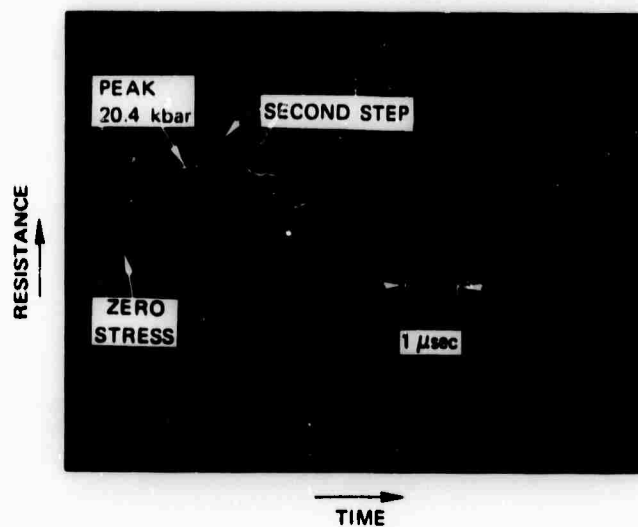 PEAK
20.4 kbar
SECOND STEP
RESISTANCE
ZERO
STRESS
1 μsec
TIME